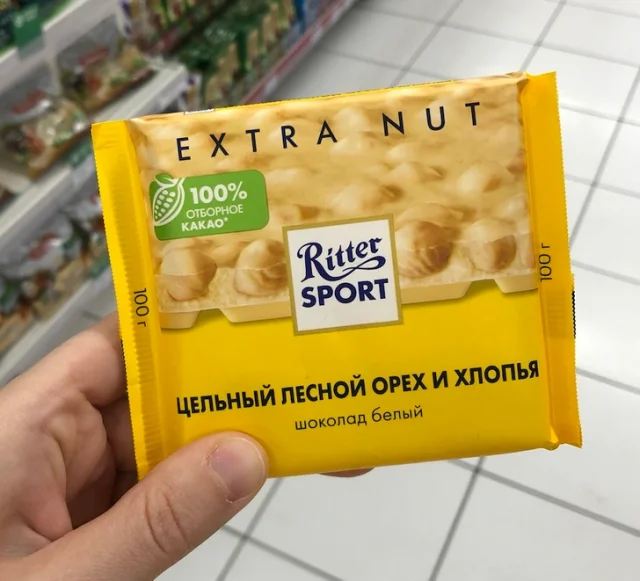 EXTRA NUT
100%
ОТБОРНОЕ
КАКАО*
Ritter
SPORT
100 г
100 г
ЦЕЛЬНЫЙ ЛЕСНОЙ ОРЕХ И ХЛОПЬЯ
шоколад белый